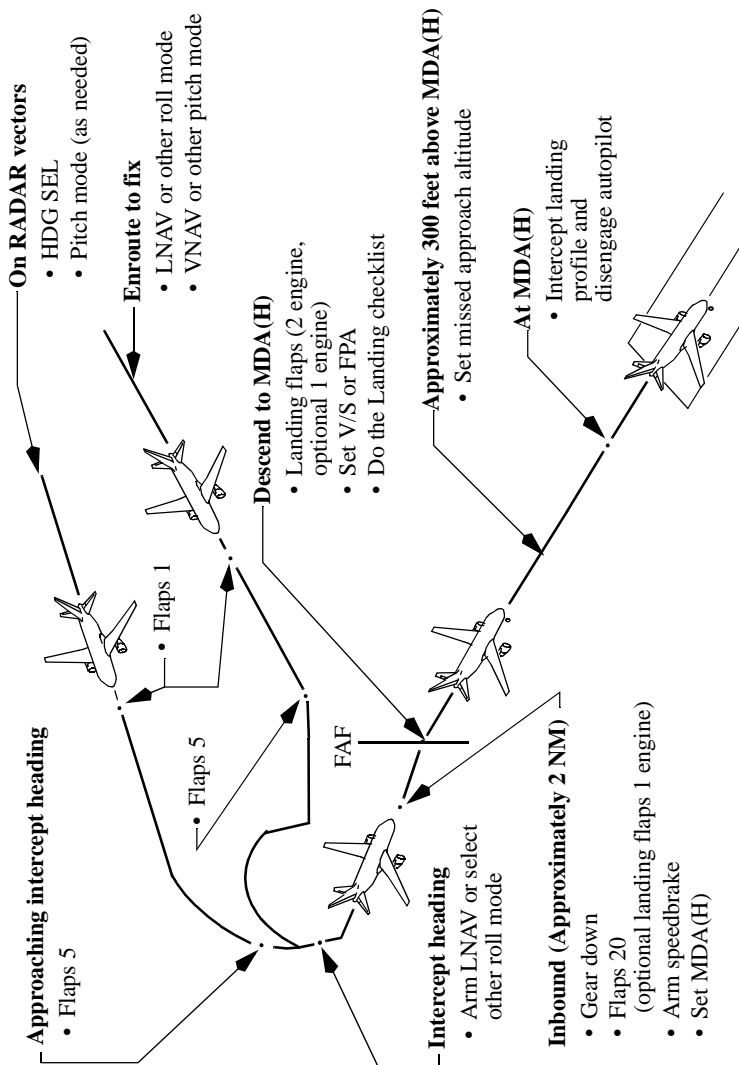 On RADAR vectors
• HDG SEL
• Pitch mode (as needed)
Enroute to fix
• LNAV or other roll mode
• VNAV or other pitch mode
• Flaps 1
Approaching intercept heading
• Flaps 5
• Flaps 5
Intercept heading
• Arm LNAV or select
other roll mode
Inbound (Approximately 2 NM)
• Gear down
• Flaps 20
(optional landing flaps 1 engine)
• Arm speedbrake
• Set MDA(H)
FAF
Descend to MDA(H)
• Landing flaps (2 engine,
optional 1 engine)
• Set V/S or FPA
• Do the Landing checklist
Approximately 300 feet above MDA(H)
• Set missed approach altitude
At MDA(H)
• Intercept landing
profile and
disengage autopilot